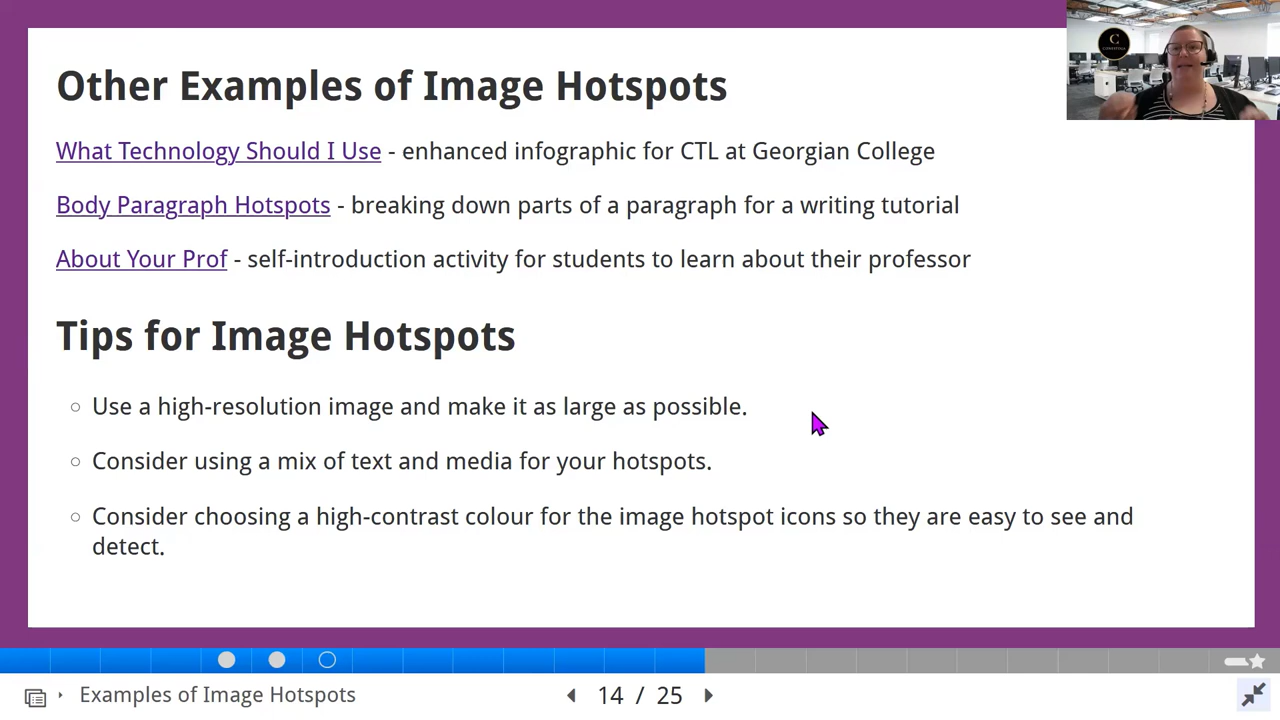 Other Examples of Image Hotspots
What Technology Should I Use - enhanced infographic for CTL at Georgian College
Body Paragraph Hotspots - breaking down parts of a paragraph for a writing tutorial
About Your Prof - self-introduction activity for students to learn about their professor
Tips for Image Hotspots
Use a high-resolution image and make it as large as possible.
Consider using a mix of text and media for your hotspots.
Consider choosing a high-contrast colour for the image hotspot icons so they are easy to see and
detect.
Examples of Image Hotspots
14 / 25
C
CONESTOGA